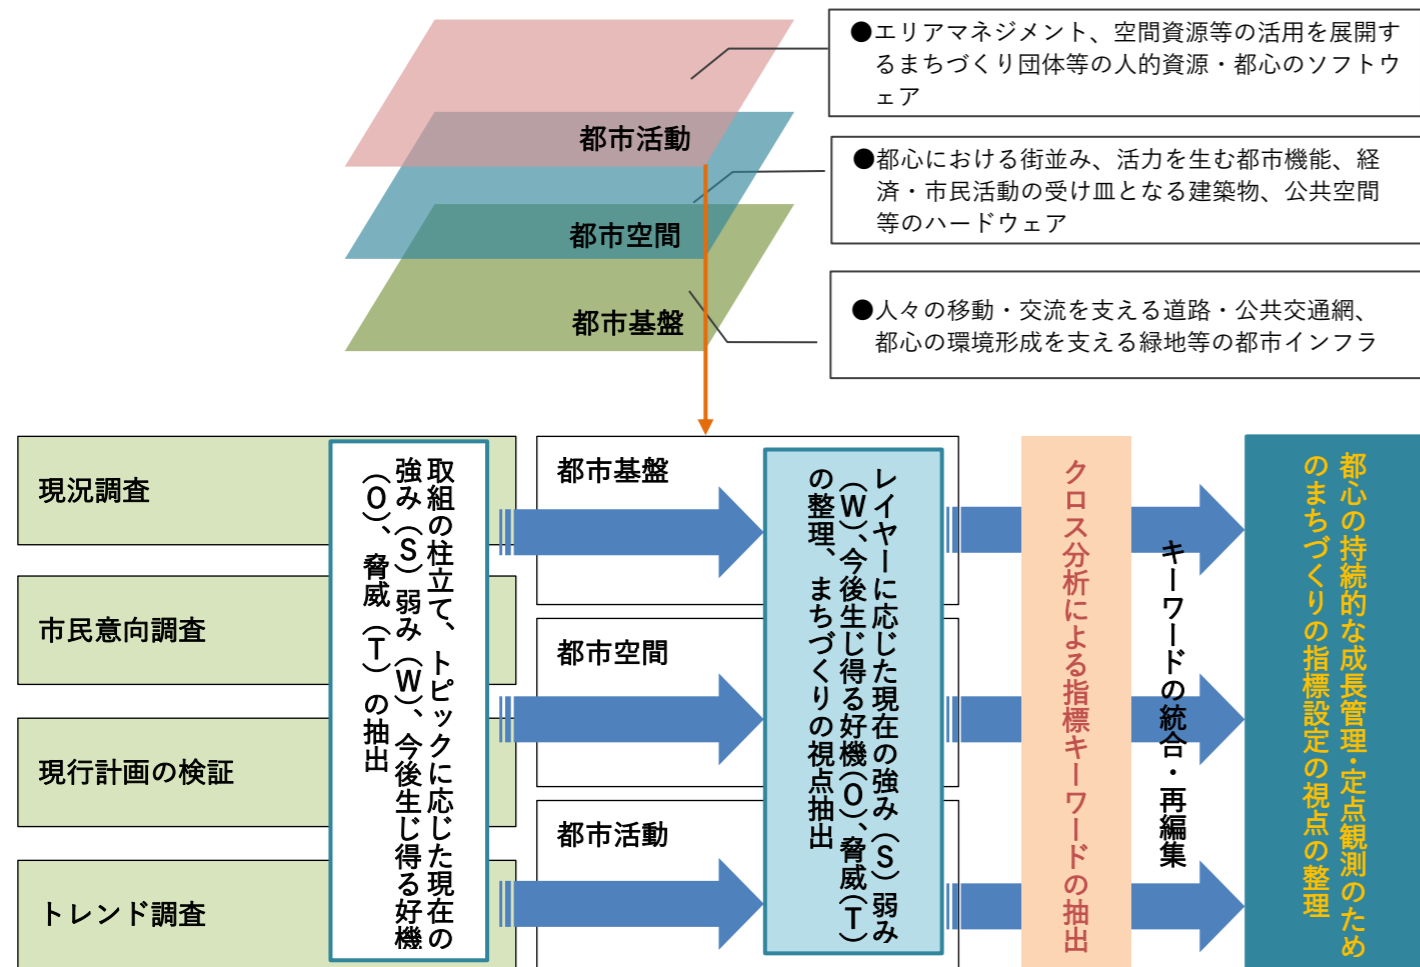 ●エリアマネジメント、空間資源等の活用を展開す
るまちづくり団体等の人的資源・都心のソフトウ
ェア
都市活動
●都心における街並み、活力を生む都市機能、経
済・市民活動の受け皿となる建築物、公共空間
等のハードウェア
都市空間
●人々の移動・交流を支える道路・公共交通網、
都心の環境形成を支える緑地等の都市インフラ
都市基盤
現況調査
市民意向調査
現行計画の検証
トレンド調査
取組の柱立て、トピックに応じた現在の
強み（S）弱み（W）、今後生じ得る好機
（O）、脅威（T）の抽出
都市基盤
都市空間
都市活動
レイヤーに応じた現在の強み（S）弱み
（W）、今後生じ得る好機（O）、脅威（T）
の整理、まちづくりの視点抽出
クロス分析による指標キーワードの抽出
キーワードの統合・再編集
都心の持続的な成長管理・定点観測のため
のまちづくりの指標設定の視点の整理